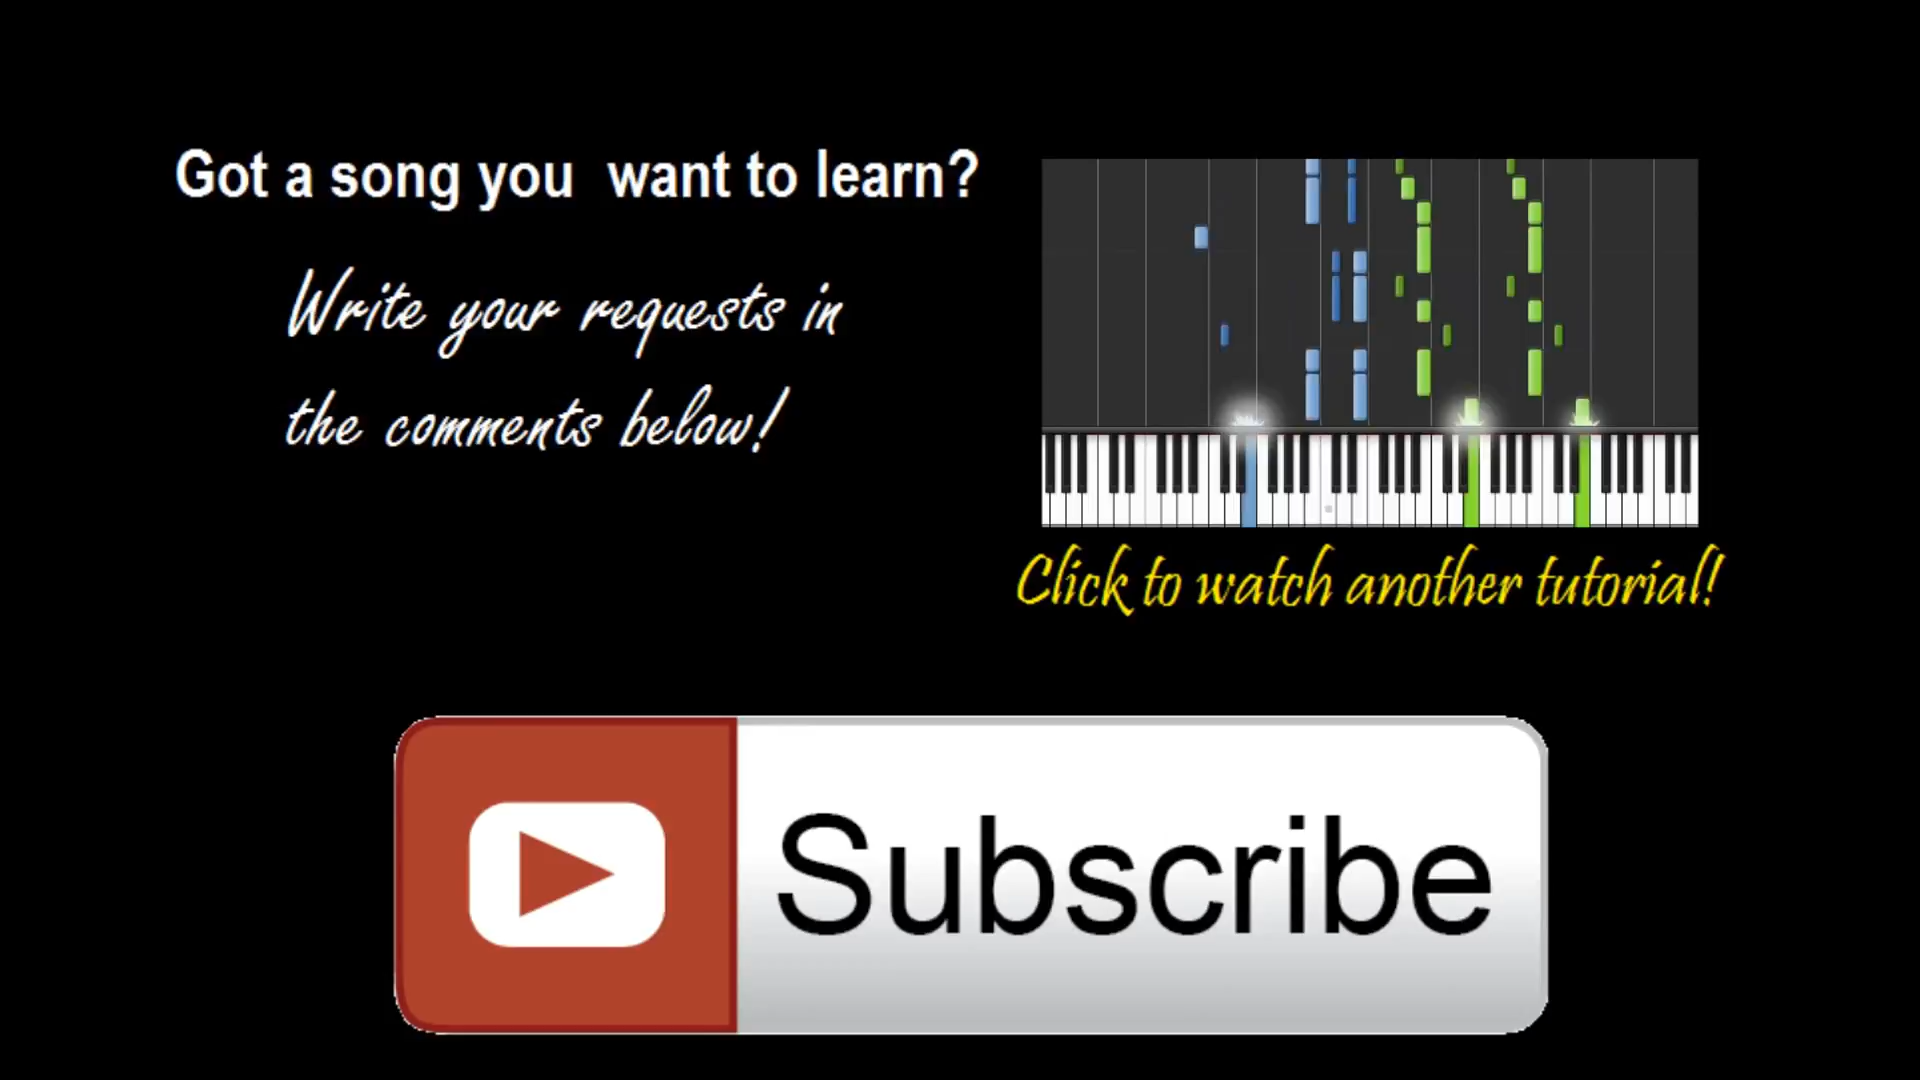 Got a song you  want to learn?
Write your requests in
the comments below!
Click to watch another tutorial!
Subscribe